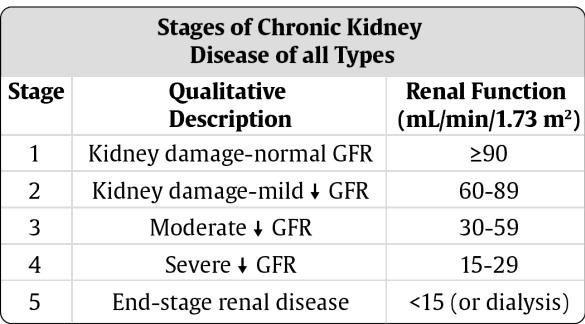 Stages of Chronic Kidney
Disease of all Types
Stage Qualitative Description Renal Function (mL/min/1.73 m²)
1 Kidney damage-normal GFR ≥90
2 Kidney damage-mild ↓ GFR 60-89
3 Moderate ↓ GFR 30-59
4 Severe ↓ GFR 15-29
5 End-stage renal disease <15 (or dialysis)